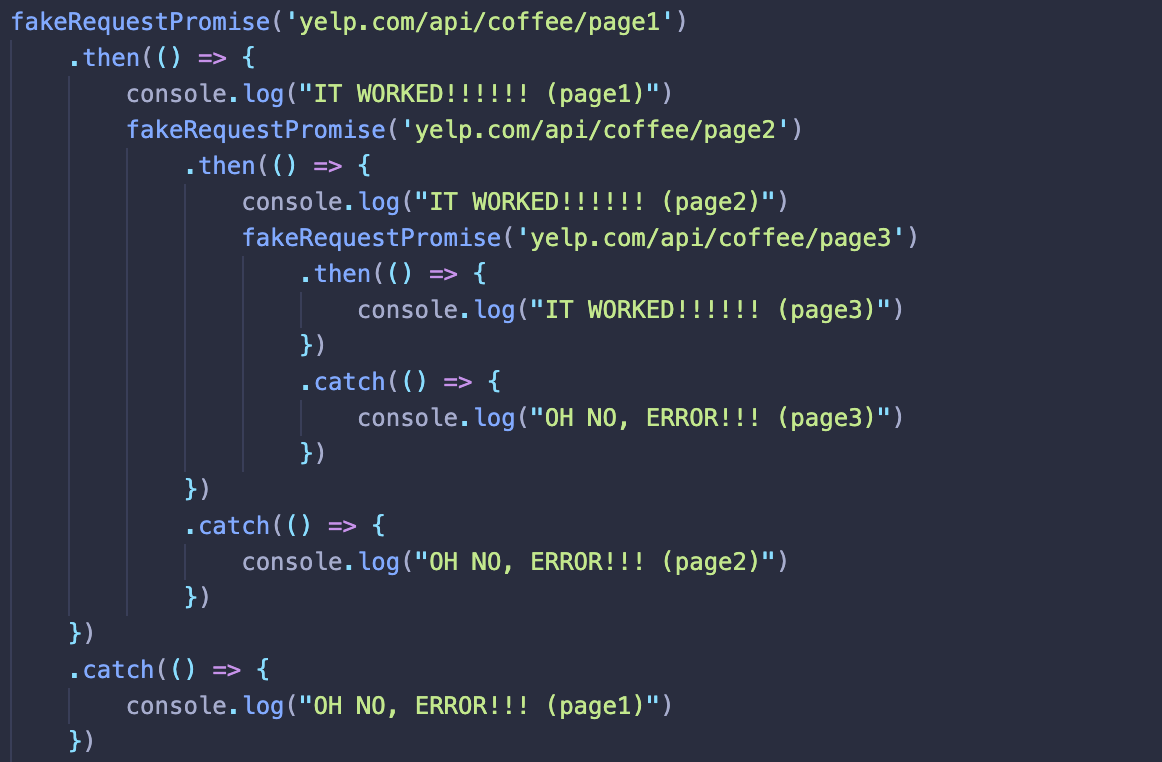 fakeRequestPromise('yelp.com/api/coffee/page1')
    .then(() => {
        console.log("IT WORKED!!!!!! (page1)")
        fakeRequestPromise('yelp.com/api/coffee/page2')
            .then(() => {
                console.log("IT WORKED!!!!!! (page2)")
                fakeRequestPromise('yelp.com/api/coffee/page3')
                    .then(() => {
                        console.log("IT WORKED!!!!!! (page3)")
                    })
                    .catch(() => {
                        console.log("OH NO, ERROR!!! (page3)")
                    })
            })
            .catch(() => {
                console.log("OH NO, ERROR!!! (page2)")
            })
    })
    .catch(() => {
        console.log("OH NO, ERROR!!! (page1)")
    })